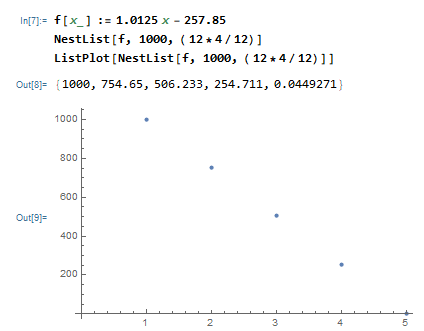 In[7]:= f[x_] := 1.0125 x - 257.85
NestList[f, 1000, (12*4/12)]
ListPlot[NestList[f, 1000, (12*4/12)]]
Out[8]= {1000, 754.65, 506.233, 254.711, 0.0449271}
1000
800
600
Out[9]=
400
200
1 2 3 4 5